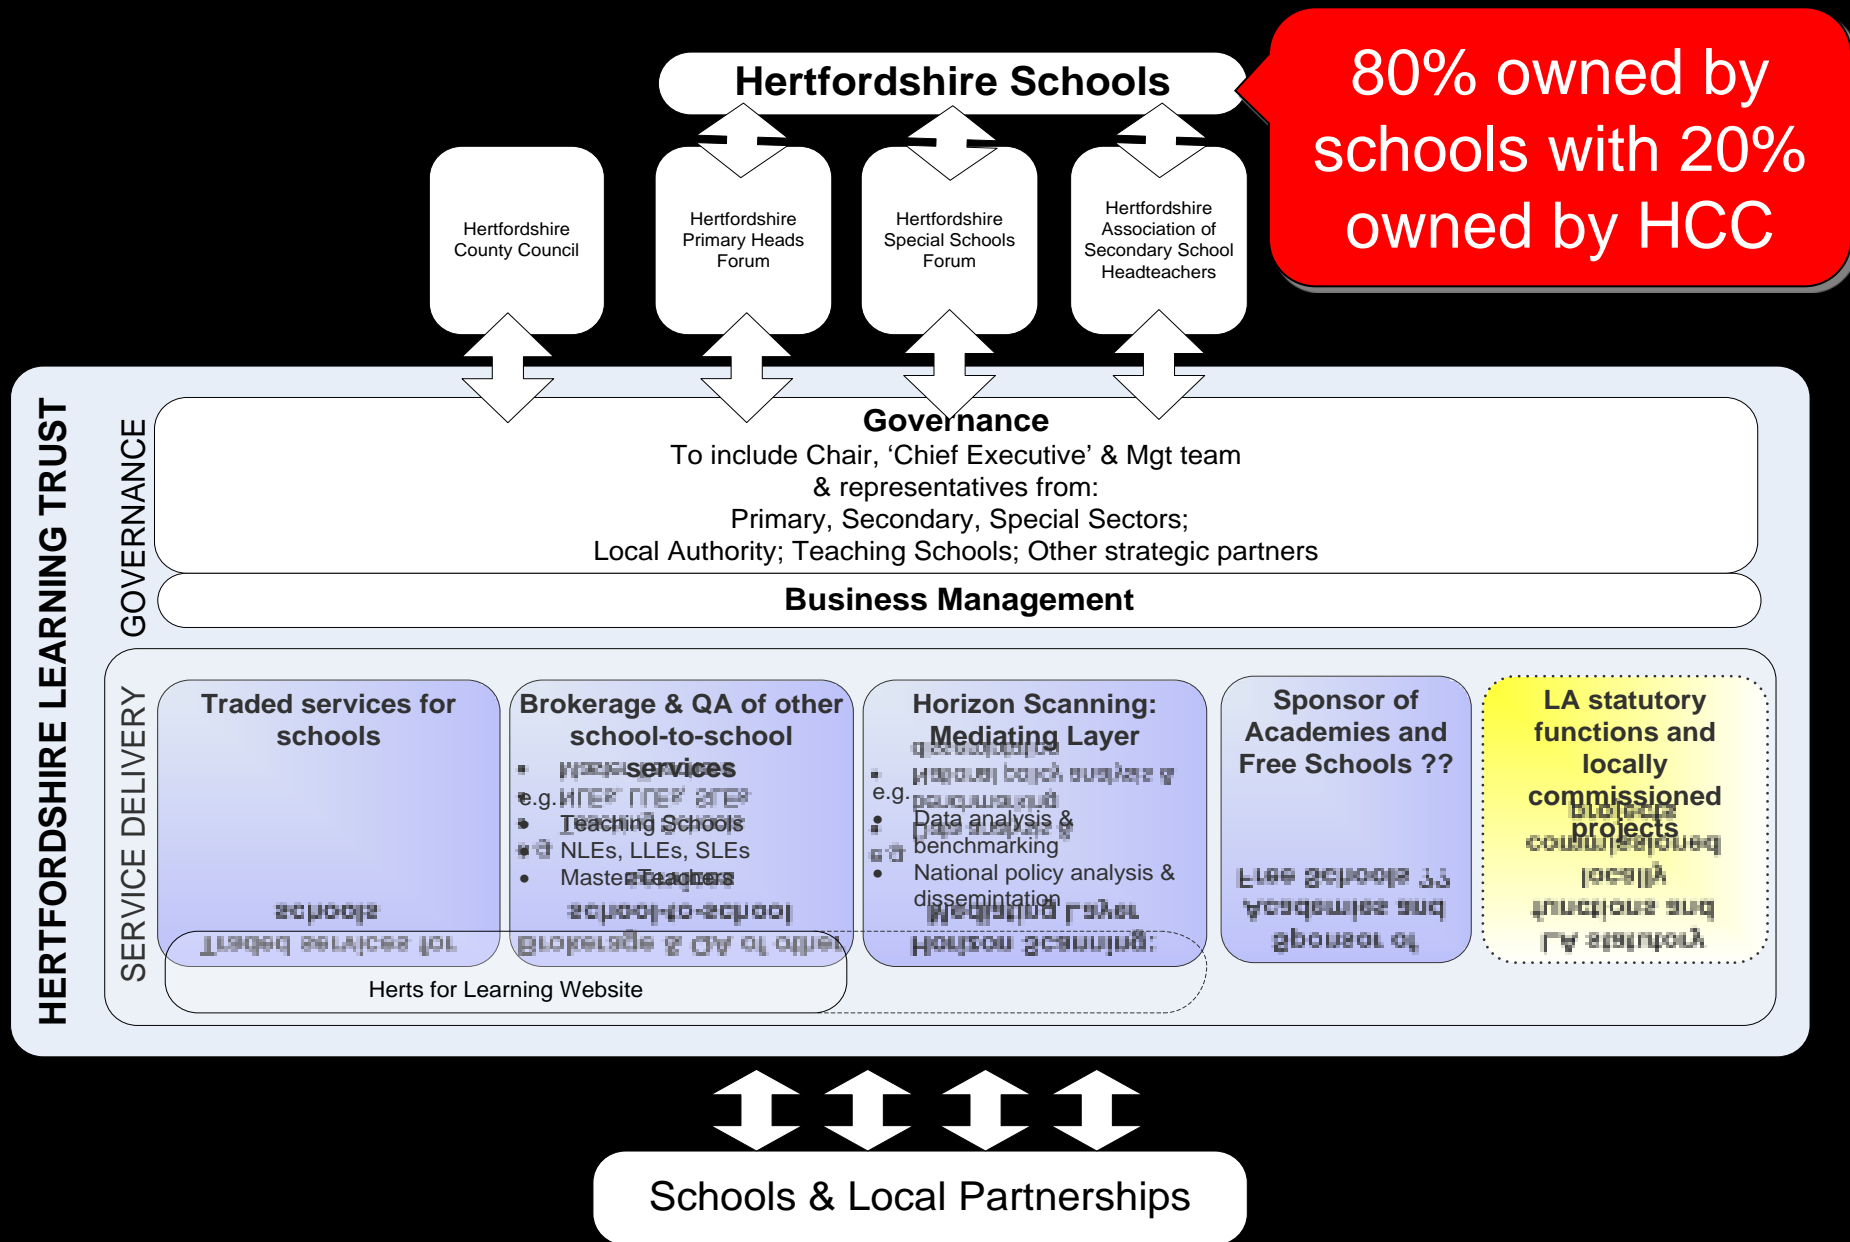 Hertfordshire Schools
80% owned by
schools with 20%
owned by HCC
Hertfordshire
County Council
Hertfordshire
Primary Heads
Forum
Hertfordshire
Special Schools
Forum
Hertfordshire
Association of
Secondary School
Headteachers
HERTFORDSHIRE LEARNING TRUST
GOVERNANCE
Governance
To include Chair, ‘Chief Executive’ & Mgt team
& representatives from:
Primary, Secondary, Special Sectors;
Local Authority; Teaching Schools; Other strategic partners
Business Management
SERVICE DELIVERY
Traded services for
schools
Brokerage & QA of other
school-to-school
services
e.g.
• Teaching Schools
• NLEs, LLEs, SLEs
• Master Teachers
Horizon Scanning:
Mediating Layer
e.g.
• Data analysis &
benchmarking
• National policy analysis &
dissemintation
Sponsor of
Academies and
Free Schools ??
LA statutory
functions and
locally
commissioned
projects
Herts for Learning Website
Schools & Local Partnerships